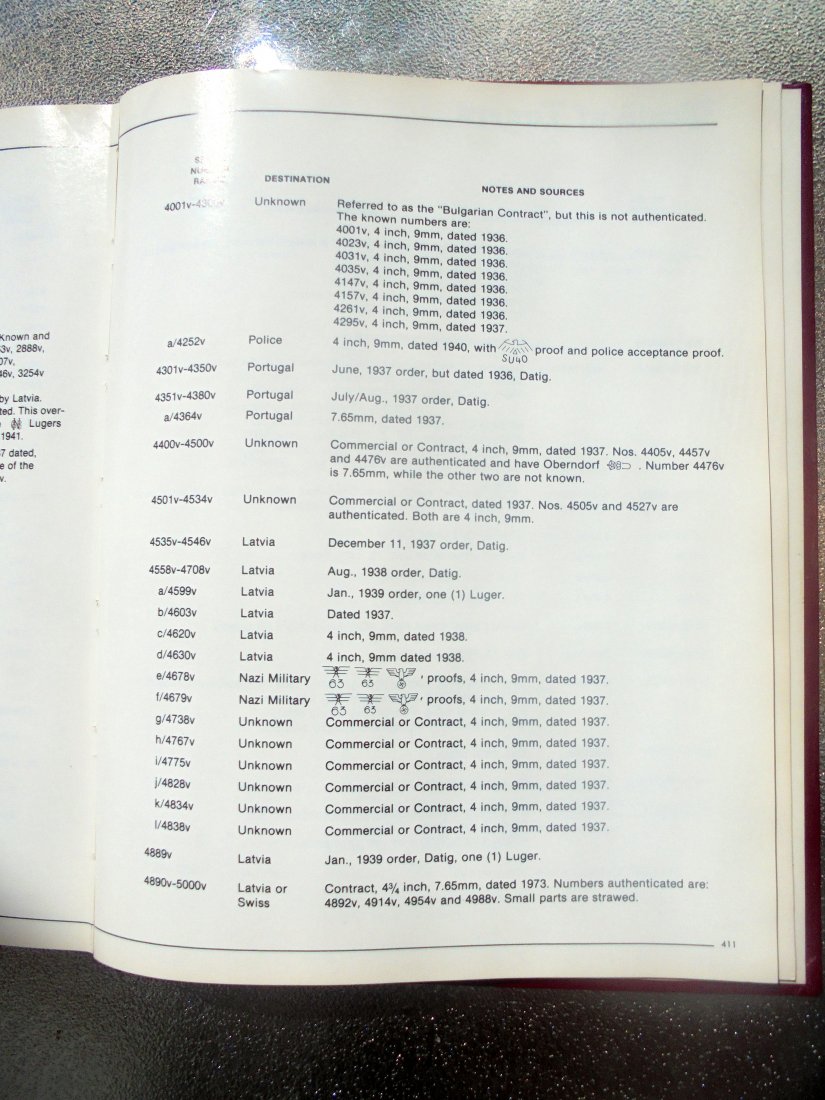 Known and
3v, 2888v,
07v,
46v, 3254v
by Latvia.
ted. This over-
Lugers
1941.
7 dated,
e of the
v.
DESTINATION
NOTES AND SOURCES
4001v- Unknown Referred to as the "Bulgarian Contract", but this is not authenticated.
The known numbers are:
4001v, 4 inch, 9mm, dated 1936.
4023v, 4 inch, 9mm, dated 1936.
4031v, 4 inch, 9mm, dated 1936.
4035v, 4 inch, 9mm, dated 1936.
4147v, 4 inch, 9mm, dated 1936.
4157v, 4 inch, 9mm, dated 1936.
4261v, 4 inch, 9mm, dated 1936.
4295v, 4 inch, 9mm, dated 1937.
a/4252v Police 4 inch, 9mm, dated 1940, with SU40 proof and police acceptance proof.
4301v-4350v Portugal June, 1937 order, but dated 1936, Datig.
4351v-4380v Portugal July/Aug., 1937 order, Datig.
a/4364v Portugal 7.65mm, dated 1937.
4400v-4500v Unknown Commercial or Contract, 4 inch, 9mm, dated 1937. Nos. 4405v, 4457v
and 4476v are authenticated and have Oberndorf . Number 4476v
is 7.65mm, while the other two are not known.
4501v-4534v Unknown Commercial or Contract, dated 1937. Nos. 4505v and 4527v are
authenticated. Both are 4 inch, 9mm.
4535v-4546v Latvia December 11, 1937 order, Datig.
4558v-4708v Latvia Aug., 1938 order, Datig.
a/4599v Latvia Jan., 1939 order, one (1) Luger.
b/4603v Latvia Dated 1937.
c/4620v Latvia 4 inch, 9mm, dated 1938.
d/4630v Latvia 4 inch, 9mm dated 1938.
e/4678v Nazi Military 63 63 , proofs, 4 inch, 9mm, dated 1937.
f/4679v Nazi Military 63 63 , proofs, 4 inch, 9mm, dated 1937.
g/4738v Unknown Commercial or Contract, 4 inch, 9mm, dated 1937.
h/4767v Unknown Commercial or Contract, 4 inch, 9mm, dated 1937.
i/4775v Unknown Commercial or Contract, 4 inch, 9mm, dated 1937.
j/4828v Unknown Commercial or Contract, 4 inch, 9mm, dated 1937.
k/4834v Unknown Commercial or Contract, 4 inch, 9mm, dated 1937.
l/4838v Unknown Commercial or Contract, 4 inch, 9mm, dated 1937.
4889v Latvia Jan., 1939 order, Datig, one (1) Luger.
4890v-5000v Latvia or Contract, 4¾ inch, 7.65mm, dated 1973. Numbers authenticated are:
Swiss 4892v, 4914v, 4954v and 4988v. Small parts are strawed.
411